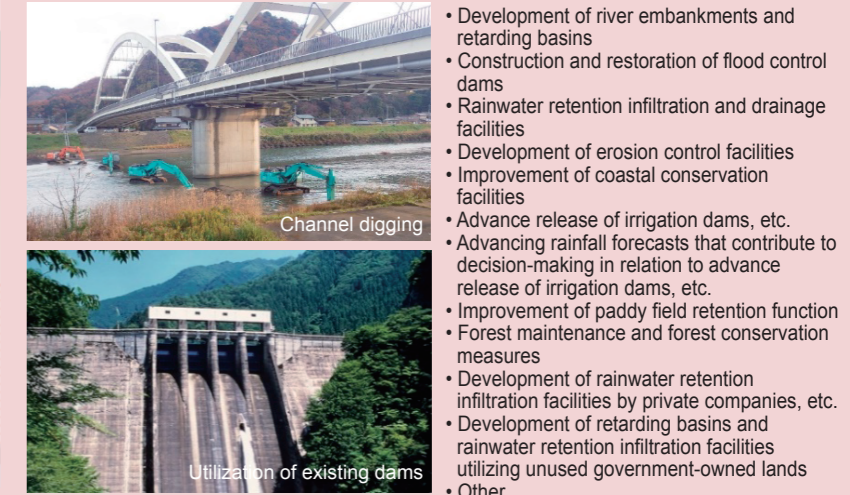 Channel digging
Utilization of existing dams
• Development of river embankments and
retarding basins
• Construction and restoration of flood control
dams
• Rainwater retention infiltration and drainage
facilities
• Development of erosion control facilities
• Improvement of coastal conservation
facilities
• Advance release of irrigation dams, etc.
• Advancing rainfall forecasts that contribute to
decision-making in relation to advance
release of irrigation dams, etc.
• Improvement of paddy field retention function
• Forest maintenance and forest conservation
measures
• Development of rainwater retention
infiltration facilities by private companies, etc.
• Development of retarding basins and
rainwater retention infiltration facilities
utilizing unused government-owned lands
• Other